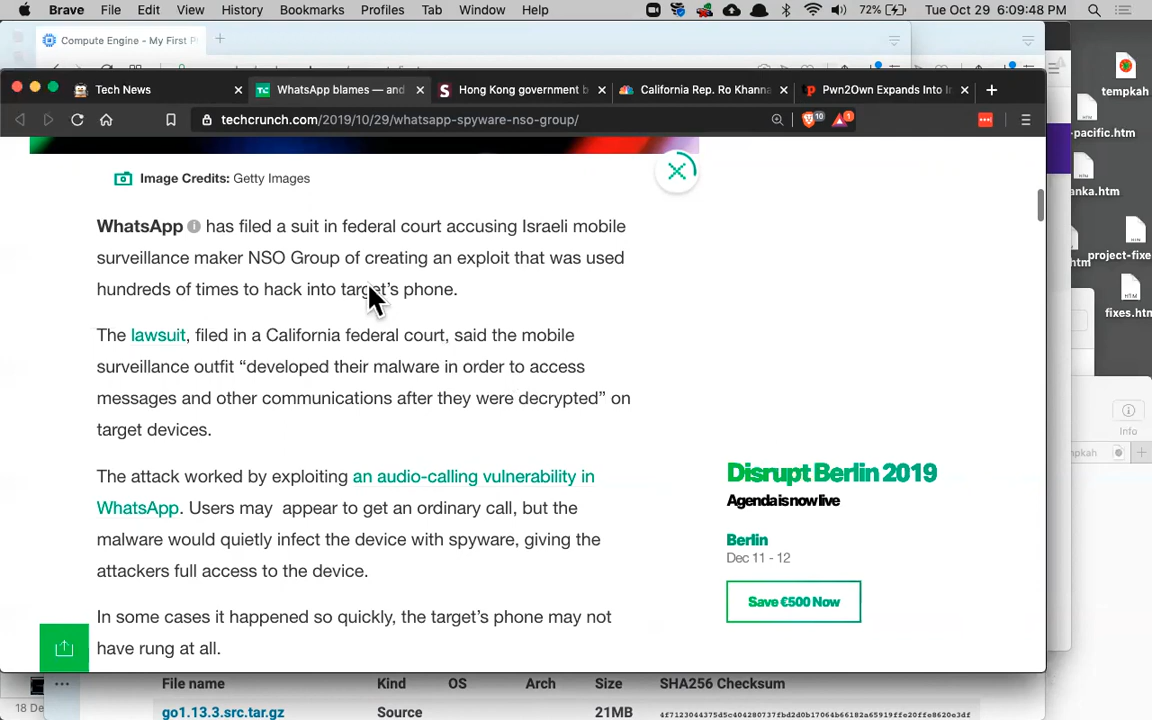 Brave File Edit View History Bookmarks Profiles Tab Window Help 72% Tue Oct 29 6:09:48 PM
Compute Engine - My First P
Tech News
WhatsApp blames — and
Hong Kong government b
California Rep. Ro Khanna
Pwn2Own Expands Into I
techcrunch.com/2019/10/29/whatsapp-spyware-nso-group/
10
1
tempkah
-pacific.htm
anka.htm
project-fixe
htm
fixes.htm
Image Credits: Getty Images
WhatsApp has filed a suit in federal court accusing Israeli mobile
surveillance maker NSO Group of creating an exploit that was used
hundreds of times to hack into target’s phone.
The lawsuit, filed in a California federal court, said the mobile
surveillance outfit “developed their malware in order to access
messages and other communications after they were decrypted” on
target devices.
The attack worked by exploiting an audio-calling vulnerability in
WhatsApp. Users may appear to get an ordinary call, but the
malware would quietly infect the device with spyware, giving the
attackers full access to the device.
In some cases it happened so quickly, the target’s phone may not
have rung at all.
Disrupt Berlin 2019
Agenda is now live
Berlin
Dec 11 - 12
Save €500 Now
Info
mpkah
18 De
File name Kind OS Arch Size SHA256 Checksum
go1.13.3.src.tar.gz Source 21MB